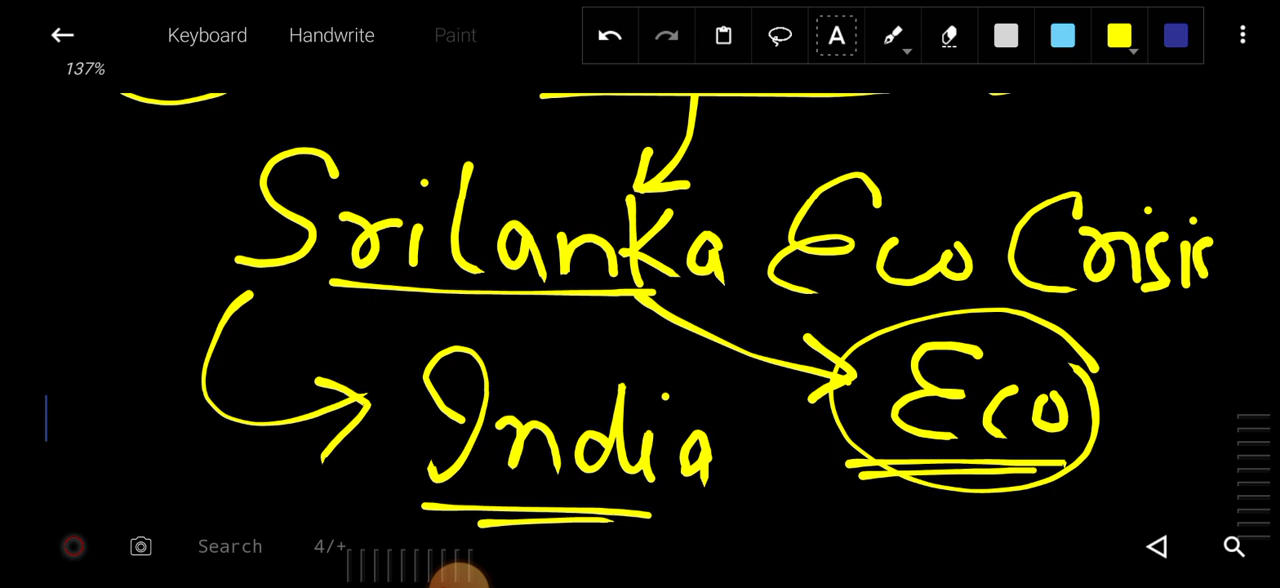 Keyboard Handwrite Paint A
137%
Srilanka Eco Crisis
India Eco
Search 4/+